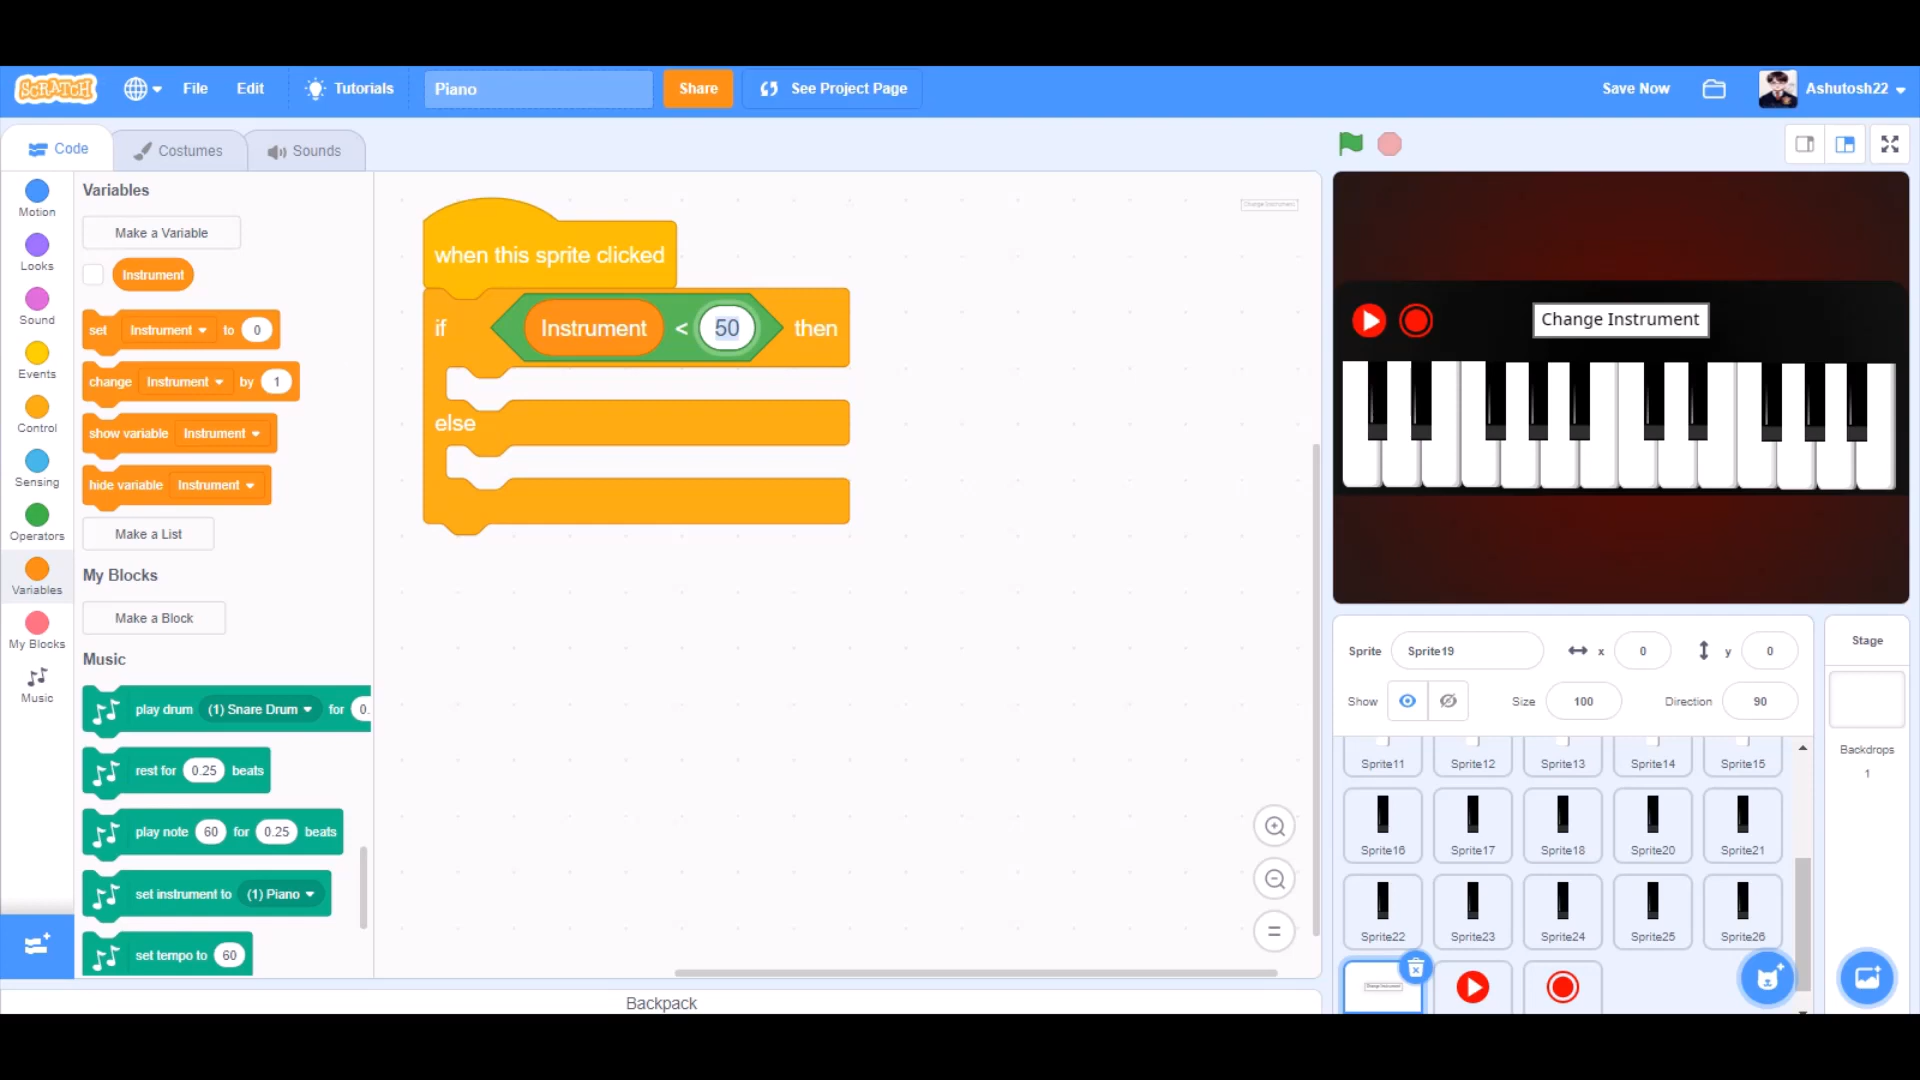 SCRATCH File Edit Tutorials Piano Share See Project Page Save Now Ashutosh22
Code Costumes Sounds
Motion
Looks
Sound
Events
Control
Sensing
Operators
Variables
My Blocks
Music
Variables
Make a Variable
Instrument
set Instrument to 0
change Instrument by 1
show variable Instrument
hide variable Instrument
Make a List
My Blocks
Make a Block
Music
play drum (1) Snare Drum for 0.
rest for 0.25 beats
play note 60 for 0.25 beats
set instrument to (1) Piano
set tempo to 60
when this sprite clicked
if Instrument < 50 then
else
Change Instrument
=
Backpack
Change Instrument
Sprite Sprite19 x 0 y 0
Show Size 100 Direction 90
Sprite11 Sprite12 Sprite13 Sprite14 Sprite15
Sprite16 Sprite17 Sprite18 Sprite20 Sprite21
Sprite22 Sprite23 Sprite24 Sprite25 Sprite26
Change Instrument
Stage
Backdrops
1